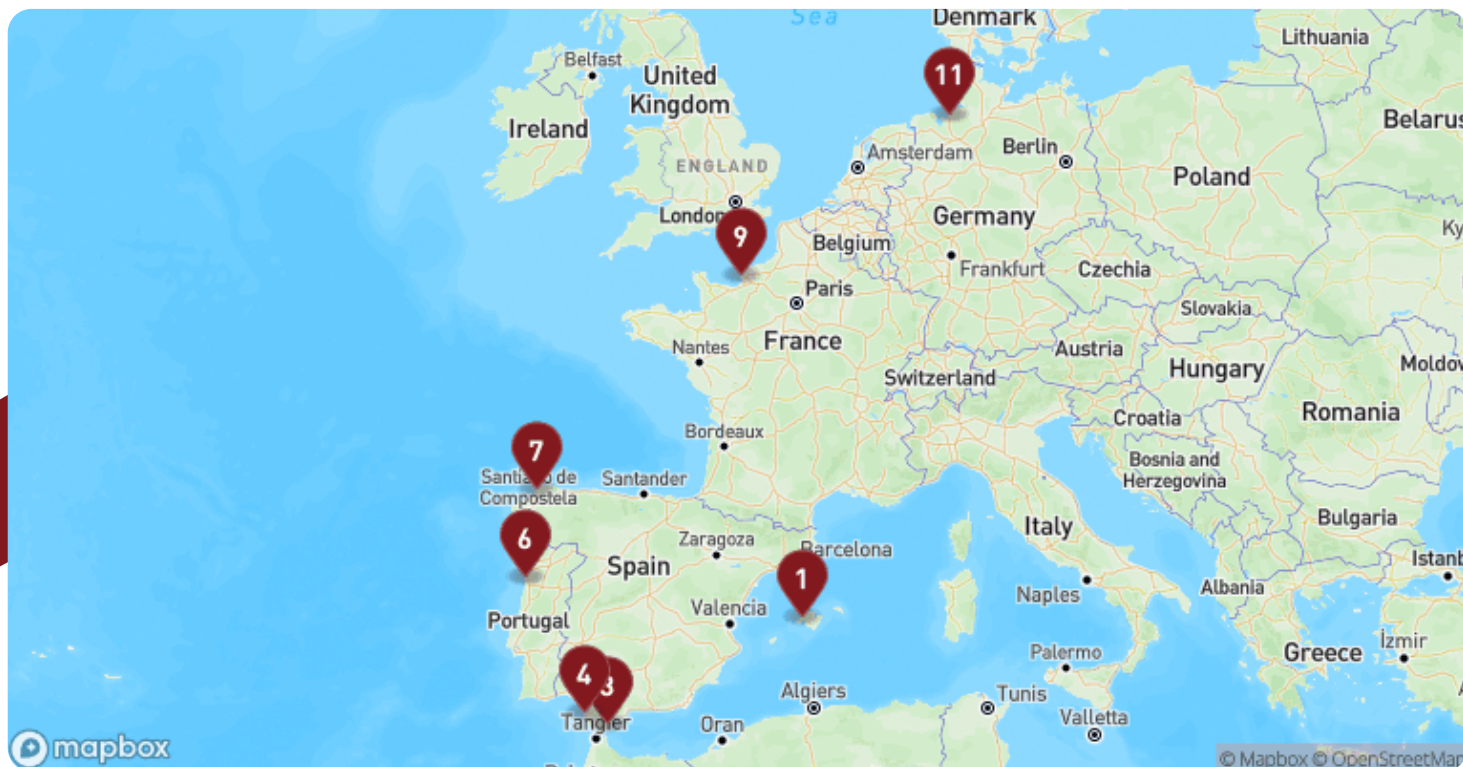 Sea
Denmark
Lithuania
Belfast
United
Kingdom
11
Ireland
Belarus
ENGLAND
Amsterdam
Berlin
Poland
London
9
Germany
Belgium
Ky
Frankfurt
Czechia
Paris
Slovakia
France
Austria
Nantes
Hungary
Moldov
Switzerland
Romania
Croatia
Bordeaux
7
Bosnia and
Herzegovina
Santiago de
Compostela
Santander
Bulgaria
Italy
6
Zaragoza
Barcelona
Istanb
Spain
1
Albania
Naples
Valencia
Portugal
İzmir
Greece
Palermo
4
3
Algiers
Tunis
Tangier
Oran
Valletta
mapbox
© Mapbox © OpenStreetMap